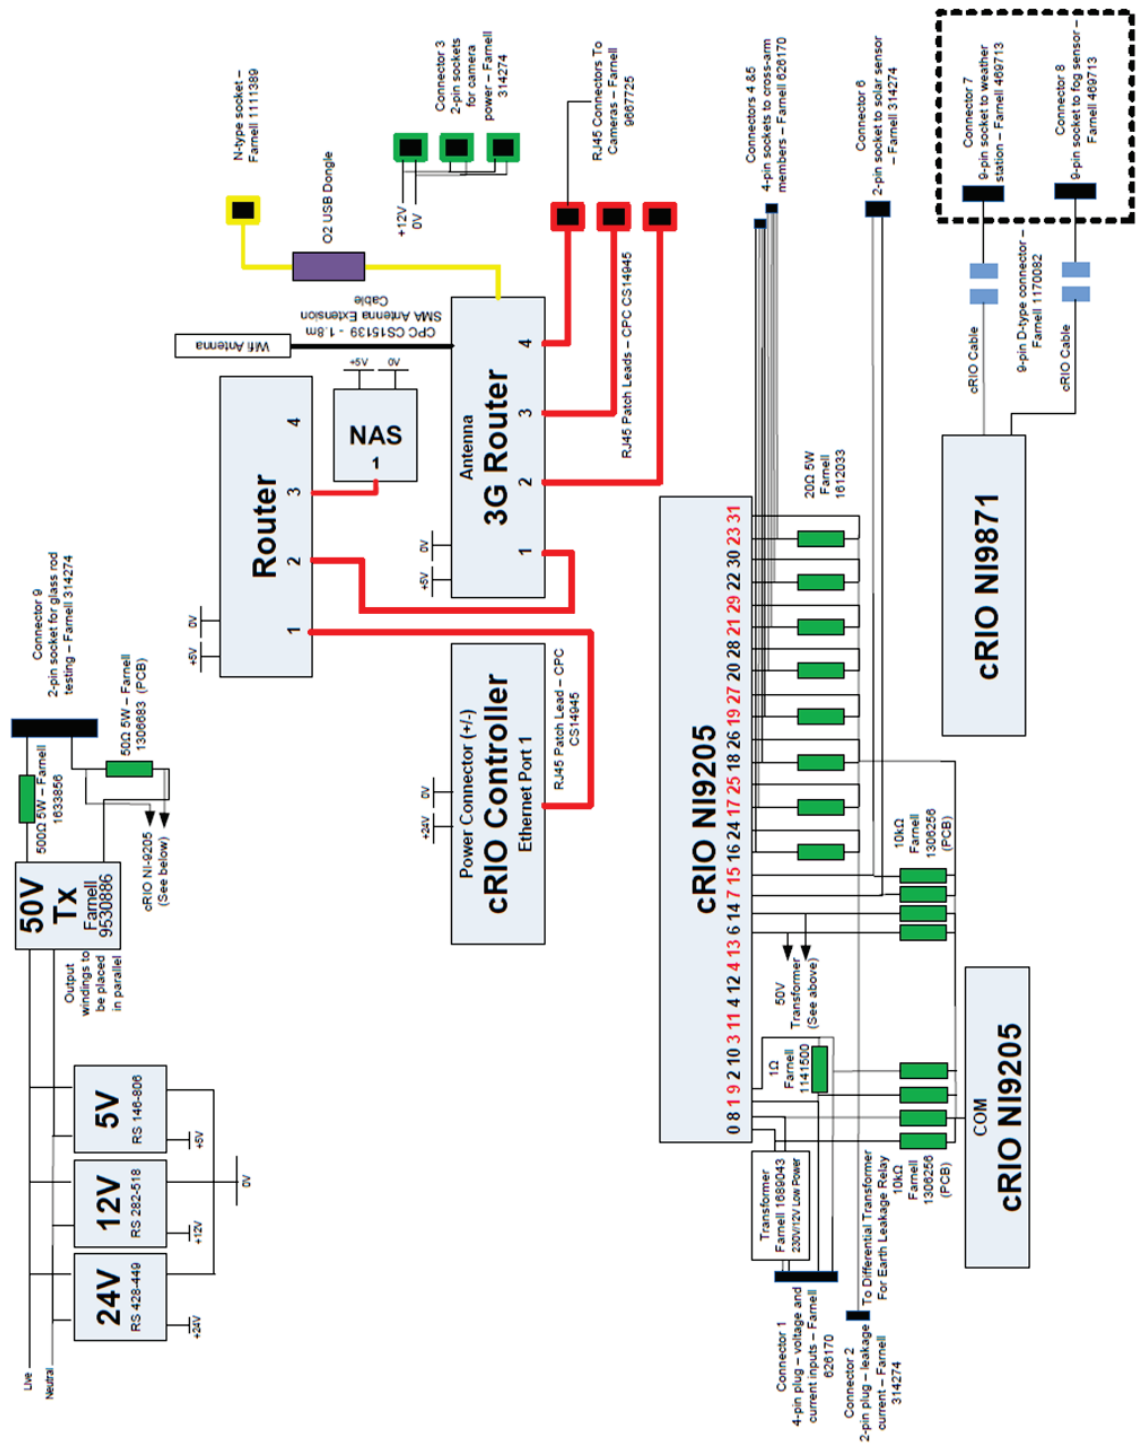 Live
Neutral
24V
RS 428-449
+24V
12V
RS 282-518
+12V
5V
RS 146-806
+5V
0V
Output
windings to
be placed
in parallel
50V
Tx
Farnell
9530886
500Ω 5W – Farnell
1633856
cRIO NI-9205
(See below)
50Ω 5W – Farnell
1306683 (PCB)
Connector 9
2-pin socket for glass rod
testing – Farnell 314274
+5V
0V
Router
1
2
3
4
NAS
1
+5V
0V
Wifi Antenna
CPC CS15139 - 1.8m
SMA Antenna Extension
Cable
O2 USB Dongle
N-type socket –
Farnell 1111389
+24V
0V
Power Connector (+/-)
cRIO Controller
Ethernet Port 1
RJ45 Patch Lead – CPC
CS14945
+5V
0V
Antenna
3G Router
1
2
3
4
RJ45 Patch Leads – CPC CS14945
+12V
0V
Connector 3
2-pin sockets
for camera
power – Farnell
314274
RJ45 Connectors To
Cameras – Farnell
9667725
cRIO NI9205
0 8 1 9 2 10 3 11 4 12 4 13 6 14 7 15 16 24 17 25 18 26 19 27 20 28 21 29 22 30 23 31
Transformer
Farnell 1689043
230V/12V Low Power
1Ω
Farnell
1141500
50V
Transformer
(See above)
20Ω 5W
Farnell
1612033
Connectors 4 &5
4-pin sockets to cross-arm
members – Farnell 626170
Connector 6
2-pin socket to solar sensor
– Farnell 314274
Connector 1
4-pin plug – voltage and
current inputs – Farnell
626170
Connector 2
2-pin plug – leakage
current – Farnell
314274
To Differential Transformer
For Earth Leakage Relay
10kΩ
Farnell
1306256
(PCB)
10kΩ
Farnell
1306256
(PCB)
COM
cRIO NI9205
cRIO NI9871
cRIO Cable
cRIO Cable
9-pin D-type connector –
Farnell 1170082
Connector 7
9-pin socket to weather
station – Farnell 469713
Connector 8
9-pin socket to fog sensor –
Farnell 469713